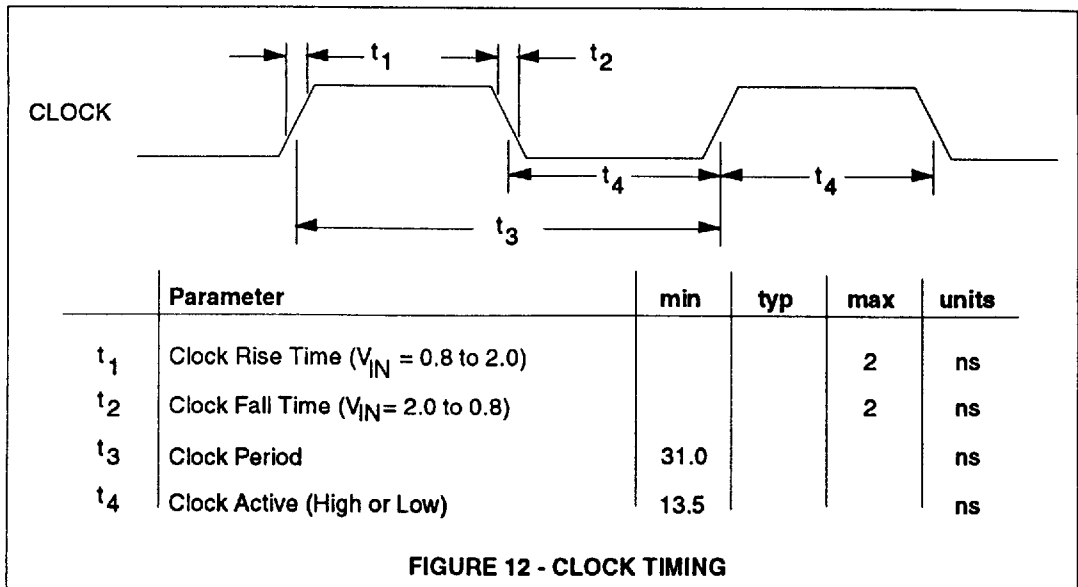 t1 t2
CLOCK
t4 t4
t3
Parameter min typ max units
t1 Clock Rise Time (VIN = 0.8 to 2.0) 2 ns
t2 Clock Fall Time (VIN= 2.0 to 0.8) 2 ns
t3 Clock Period 31.0 ns
t4 Clock Active (High or Low) 13.5 ns
FIGURE 12 - CLOCK TIMING